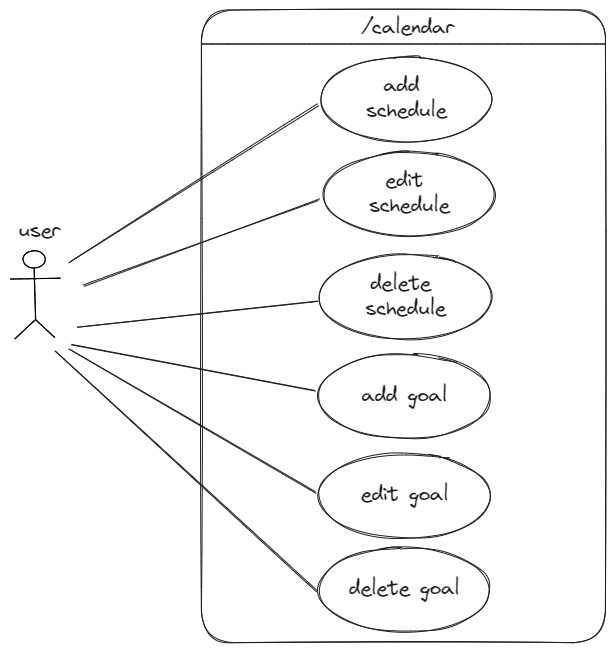 /calendar
add
schedule
edit
schedule
user
delete
schedule
add goal
edit goal
delete goal